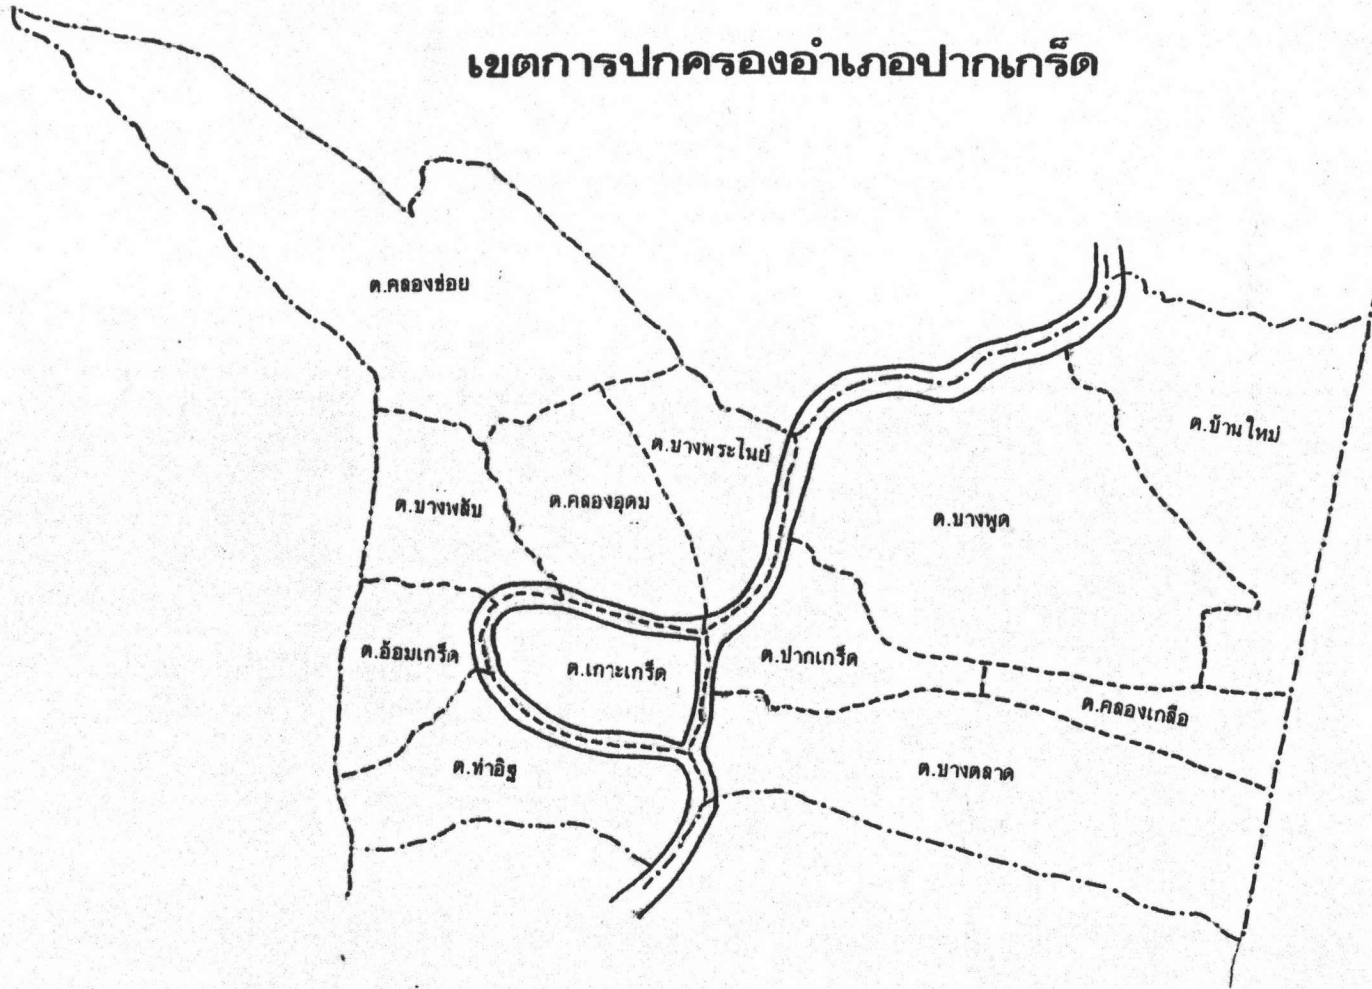 เขตการปกครองอำเภอปากเกร็ด
ต.คลองข่อย
ต.บ้านใหม่
ต.บางพระไนย์
ต.บางพลับ
ต.คลองอุดม
ต.บางพูด
ต.อ้อมเกร็ด
ต.เกาะเกร็ด
ต.ปากเกร็ด
ต.คลองเกลือ
ต.ท่าอิฐ
ต.บางตลาด